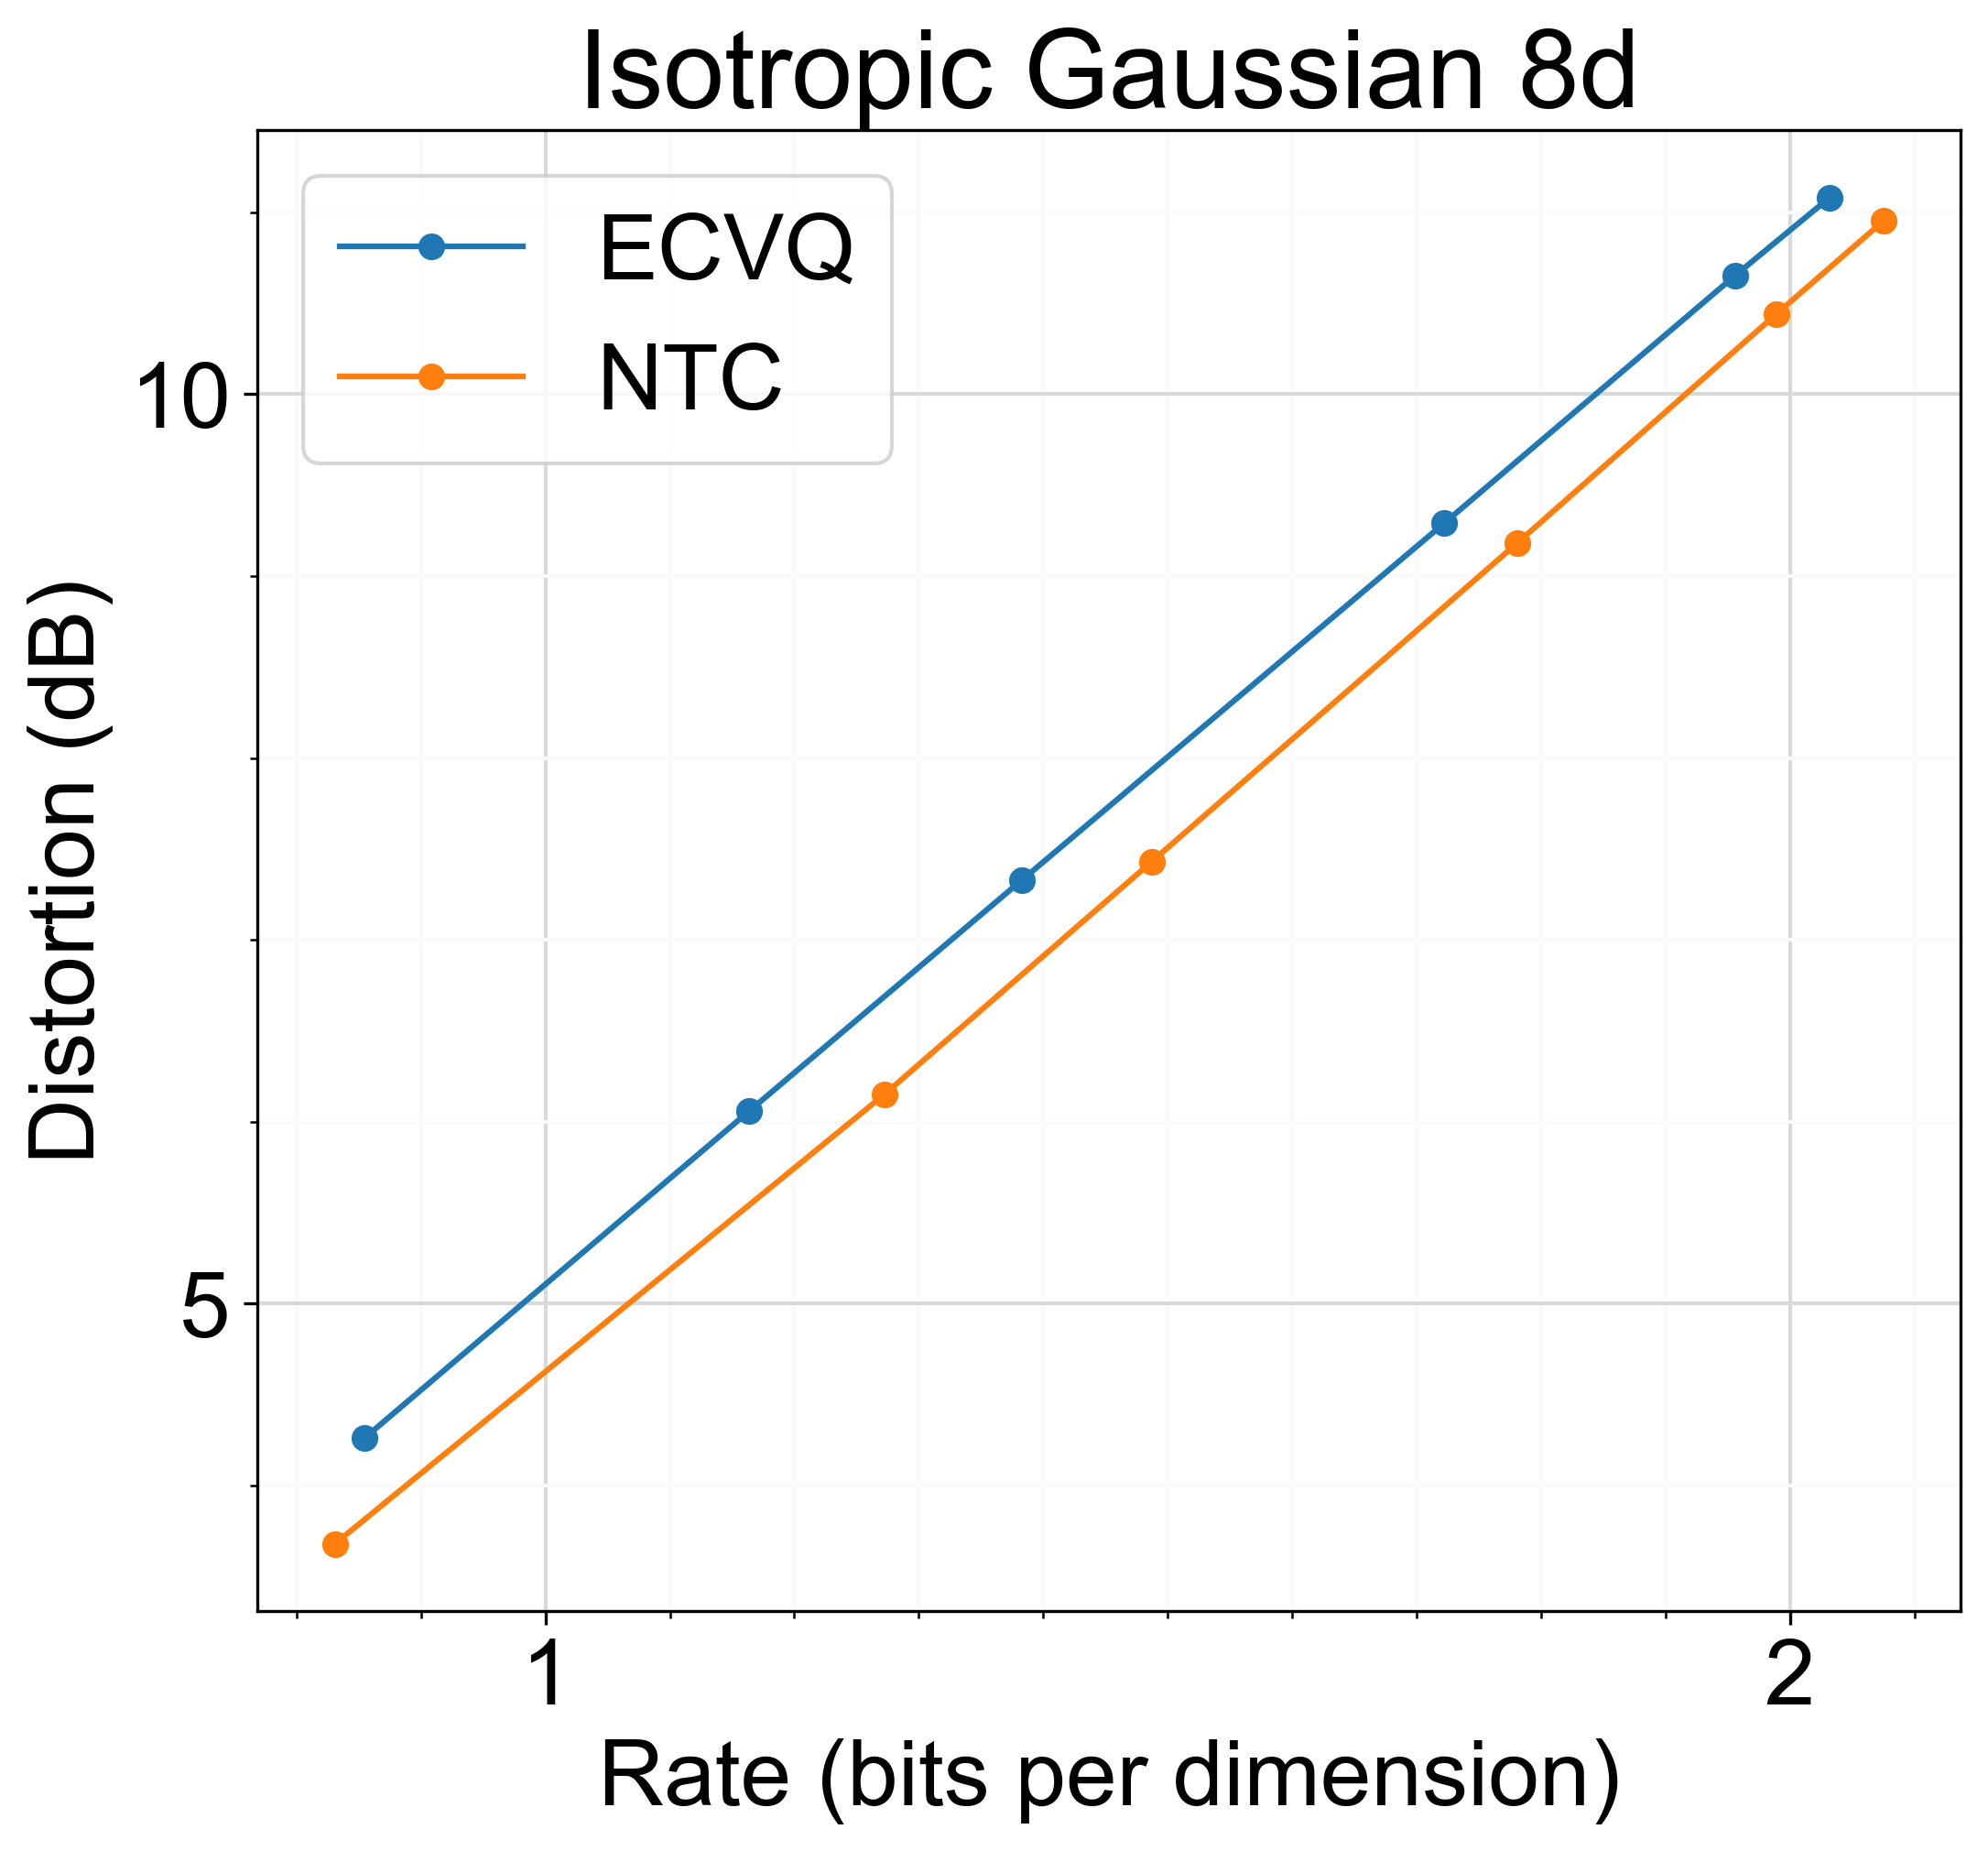 Isotropic Gaussian 8d
ECVQ
NTC
10
5
Distortion (dB)
1
2
Rate (bits per dimension)